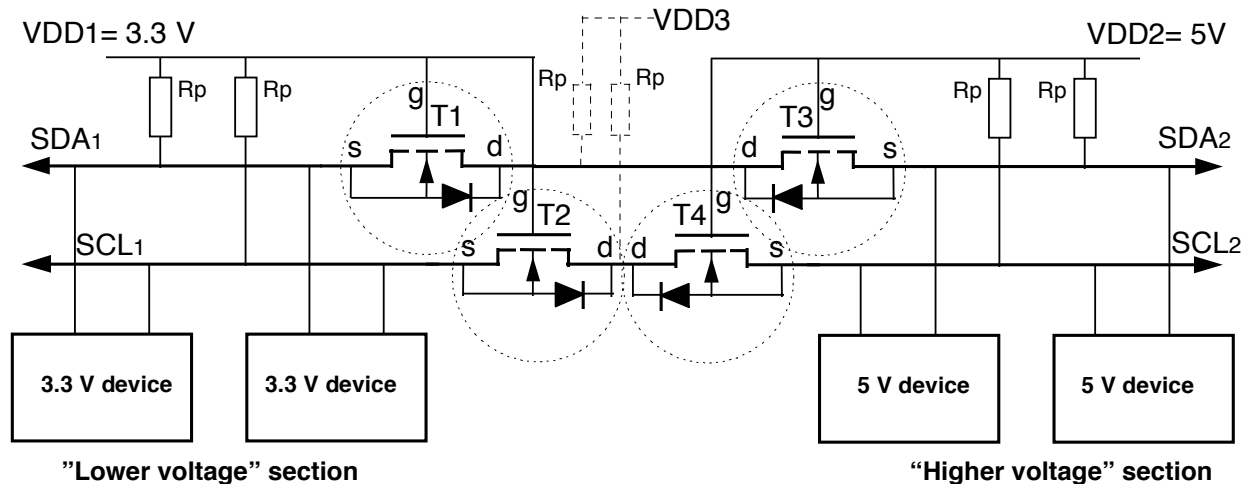 VDD3
VDD1= 3.3 V
VDD2= 5V
Rp
Rp
Rp
Rp
Rp
Rp
g
T1
g
T3
SDA1
s
d
d
s
SDA2
g
T2
g
T4
SCL1
s
d
d
s
SCL2
3.3 V device
3.3 V device
5 V device
5 V device
”Lower voltage” section
“Higher voltage” section